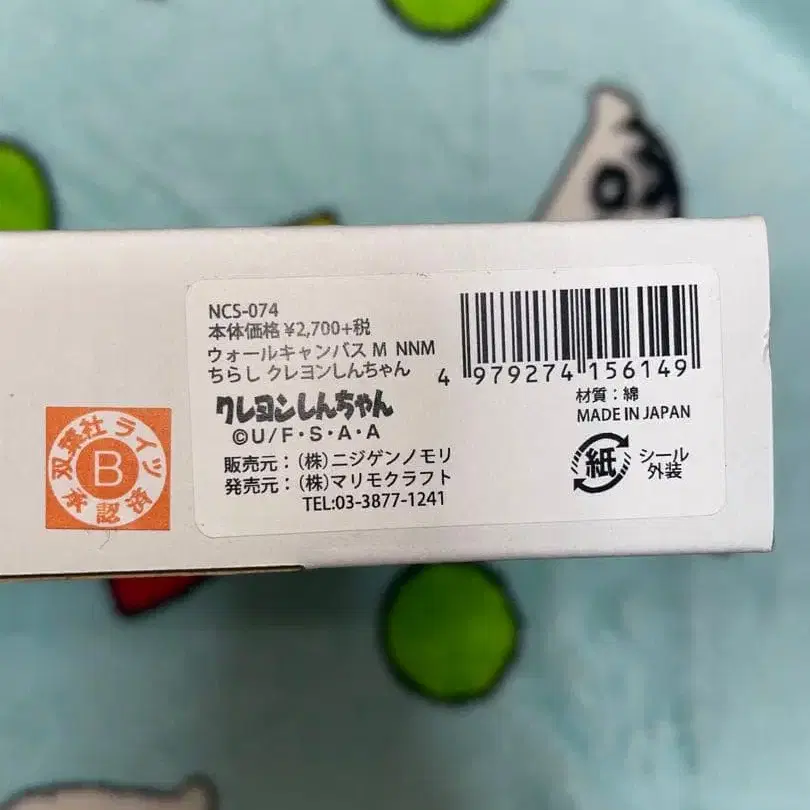 NCS-074
本体価格 ¥2,700+税
ウォールキャンバス M NNM
ちらし クレヨンしんちゃん
クレヨンしんちゃん
©U/F・S・A・A
販売元：(株)ニジゲンノモリ
発売元：(株)マリモクラフト
TEL:03-3877-1241
4 979274 156149
材質：綿
MADE IN JAPAN
紙
シール
外装
双葉社ライツ
B
承認済